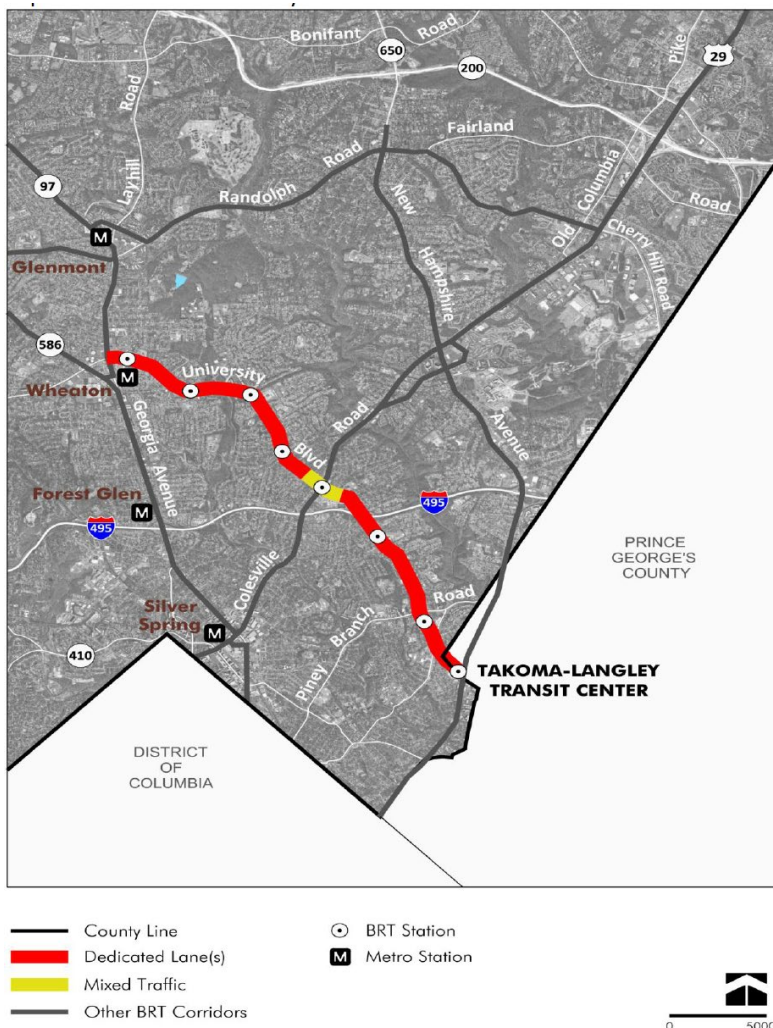 Bonifant Road
650
200
29
Pike
Road
Layhill
Fairland
Road
Randolph
97
New
Hampshire
Avenue
Old Columbia
Road
Cherry Hill Road
Glenmont
M
586
University
Blvd
Wheaton
M
Georgia Avenue
Road
Colesville
Forest Glen
M
495
495
PRINCE
GEORGE'S
COUNTY
Silver
Spring
M
410
Piney Branch Road
TAKOMA-LANGLEY
TRANSIT CENTER
DISTRICT
OF
COLUMBIA
County Line
Dedicated Lane(s)
Mixed Traffic
Other BRT Corridors
BRT Station
M Metro Station
0 5000